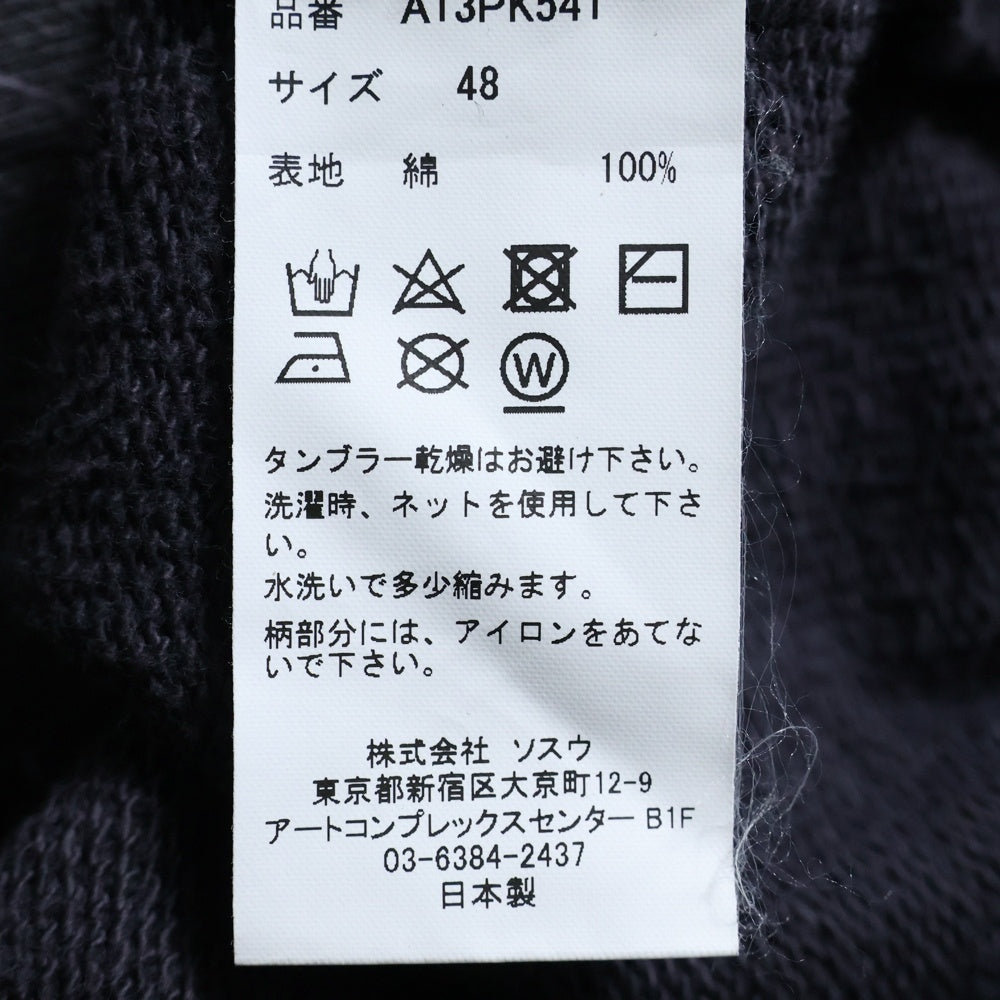 品番 A13PK541
サイズ 48
表地 綿 100%
W
タンブラー乾燥はお避け下さい。
洗濯時、ネットを使用して下さ
い。
水洗いで多少縮みます。
柄部分には、アイロンをあてな
いで下さい。
株式会社 ソスウ
東京都新宿区大京町12-9
アートコンプレックスセンター B1F
03-6384-2437
日本製